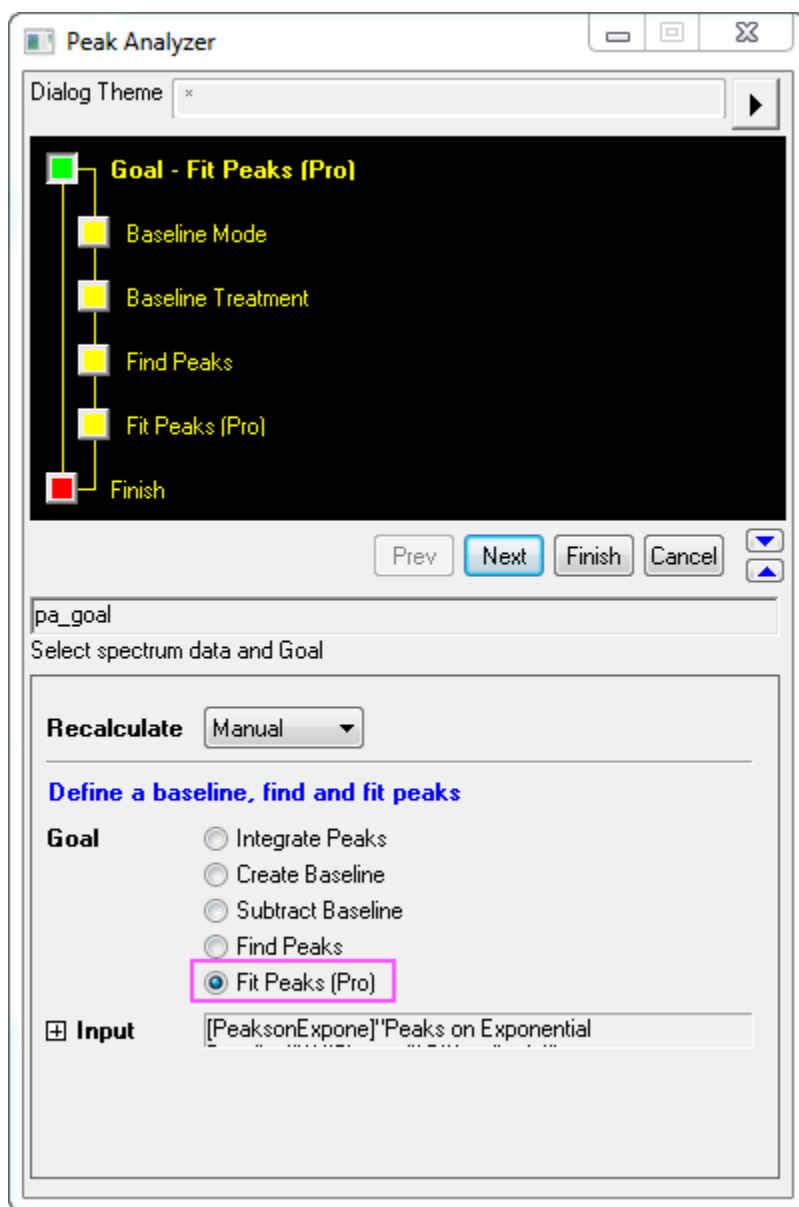 Peak Analyzer
Dialog Theme *
Goal - Fit Peaks (Pro)
Baseline Mode
Baseline Treatment
Find Peaks
Fit Peaks (Pro)
Finish
Prev Next Finish Cancel
pa_goal
Select spectrum data and Goal
Recalculate Manual
Define a baseline, find and fit peaks
Goal Integrate Peaks
Create Baseline
Subtract Baseline
Find Peaks
Fit Peaks (Pro)
Input [PeaksonExpone]"Peaks on Exponential